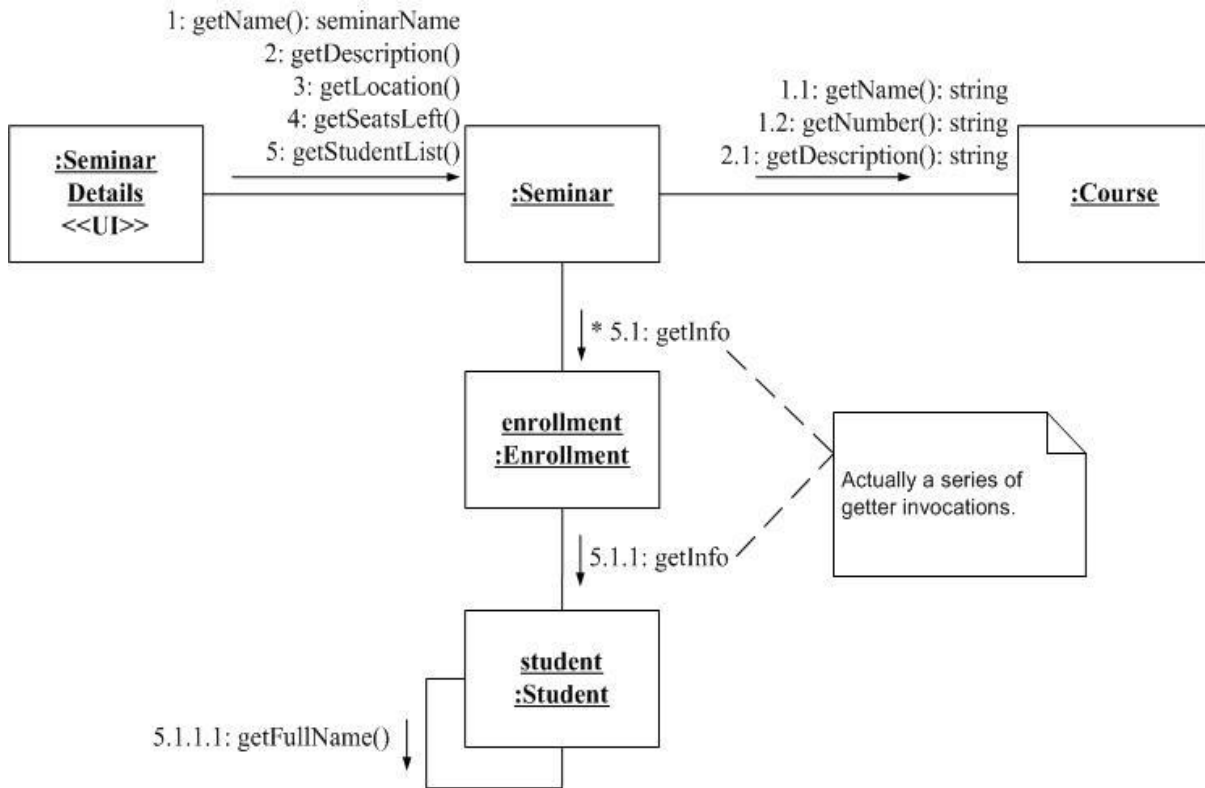 1: getName(): seminarName
2: getDescription()
3: getLocation()
4: getSeatsLeft()
5: getStudentList()
1.1: getName(): string
1.2: getNumber(): string
2.1: getDescription(): string
:Seminar
Details
<<UI>>
:Seminar
:Course
* 5.1: getInfo
enrollment
:Enrollment
Actually a series of
getter invocations.
5.1.1: getInfo
student
:Student
5.1.1.1: getFullName()